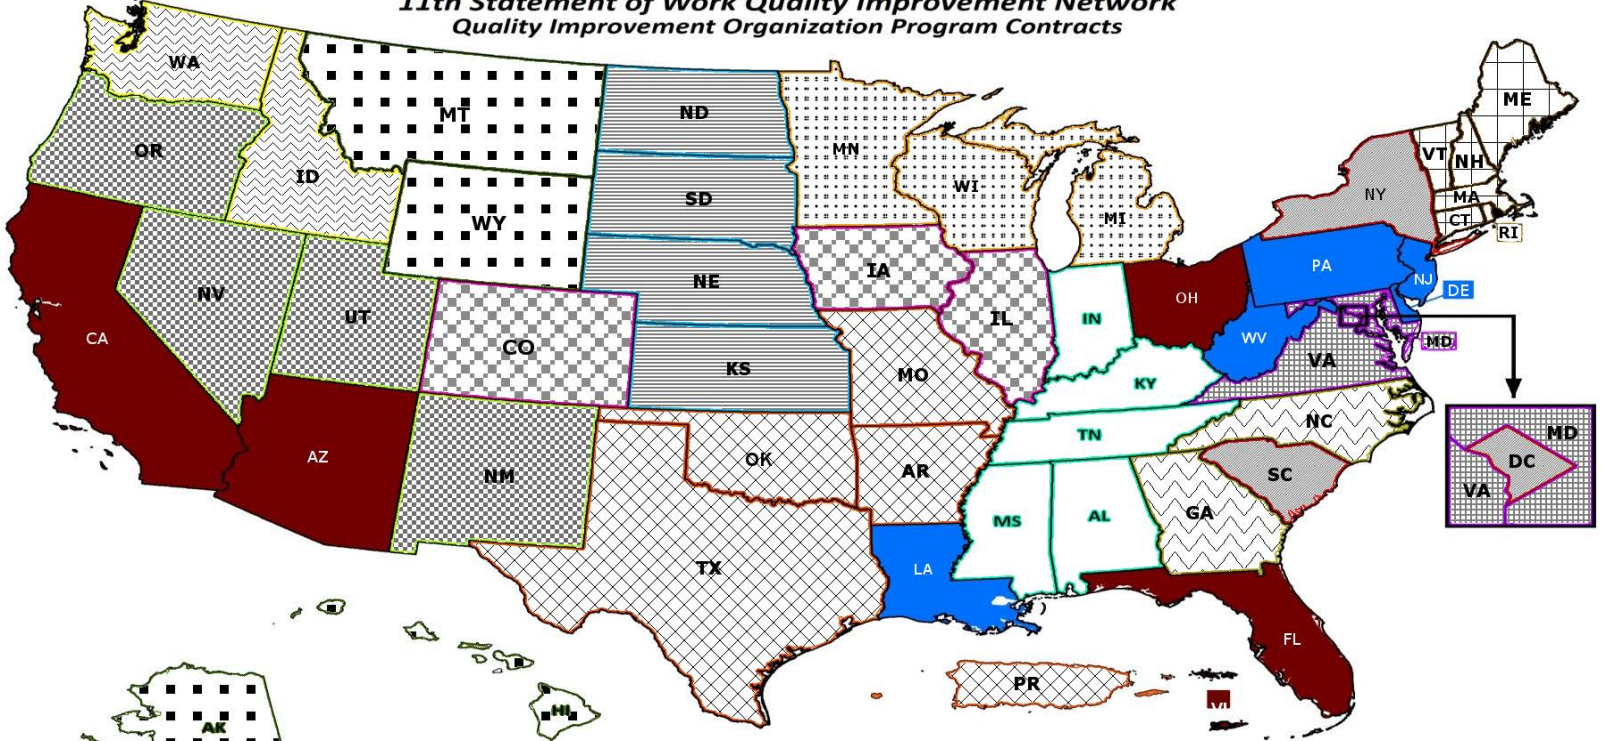 11th Statement of Work Quality Improvement Network
Quality Improvement Organization Program Contracts
WA
MT
ND
MN
ME
OR
ID
SD
WI
MI
VT
NH
NY
MA
WY
CT
RI
NV
UT
NE
IA
PA
NJ
DE
CA
CO
IL
IN
OH
WV
MD
VA
KS
MO
KY
AZ
NM
OK
AR
TN
NC
SC
MD
DC
VA
TX
MS
AL
GA
LA
FL
PR
VI
HI
AK